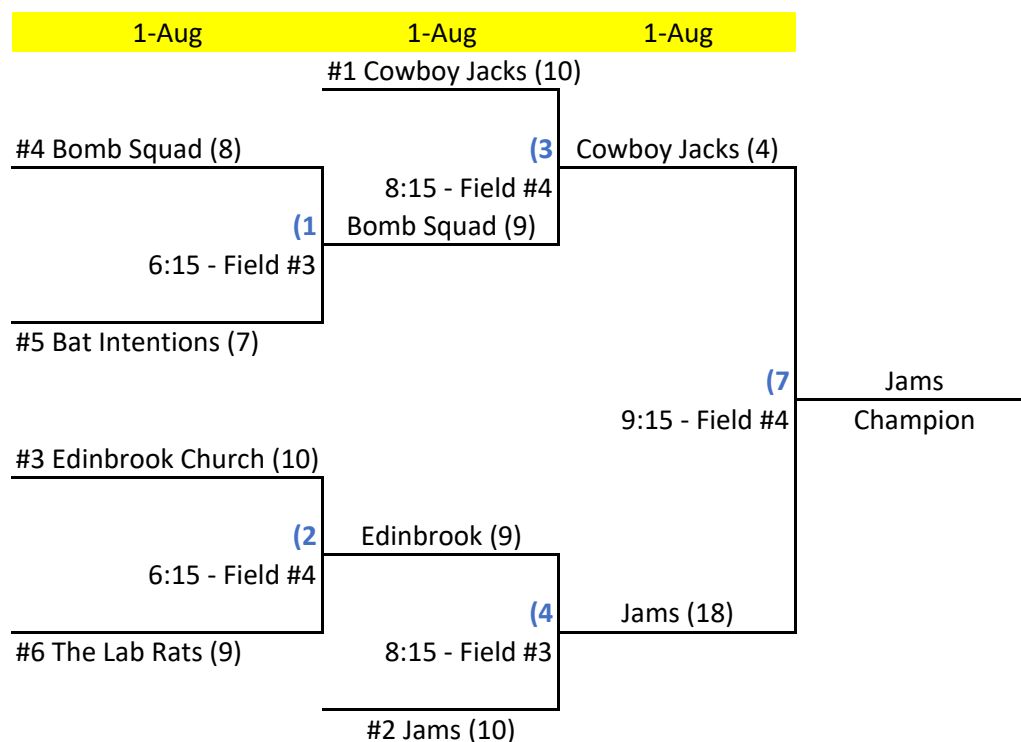 1-Aug 1-Aug 1-Aug
#1 Cowboy Jacks (10)
#4 Bomb Squad (8) (3 Cowboy Jacks (4)
8:15 - Field #4
(1 Bomb Squad (9)
6:15 - Field #3
#5 Bat Intentions (7)
(7 Jams
9:15 - Field #4 Champion
#3 Edinbrook Church (10)
(2 Edinbrook (9)
6:15 - Field #4
(4 Jams (18)
#6 The Lab Rats (9) 8:15 - Field #3
#2 Jams (10)